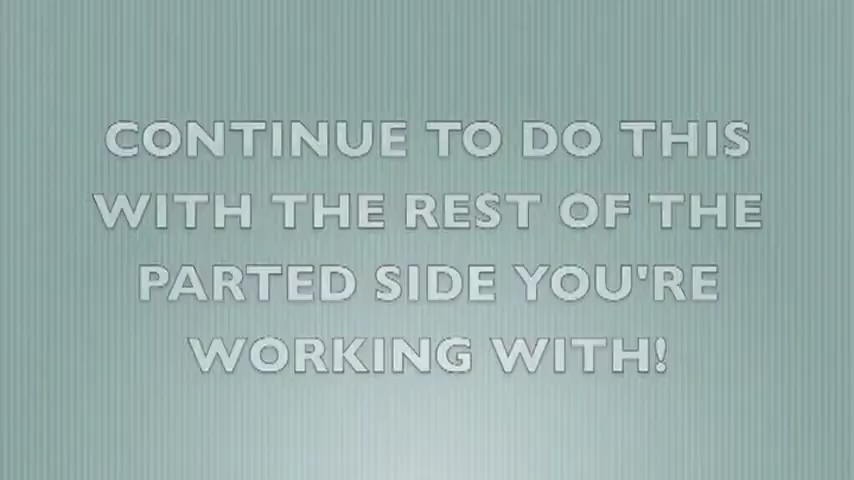 CONTINUE TO DO THIS
WITH THE REST OF THE
PARTED SIDE YOU'RE
WORKING WITH!